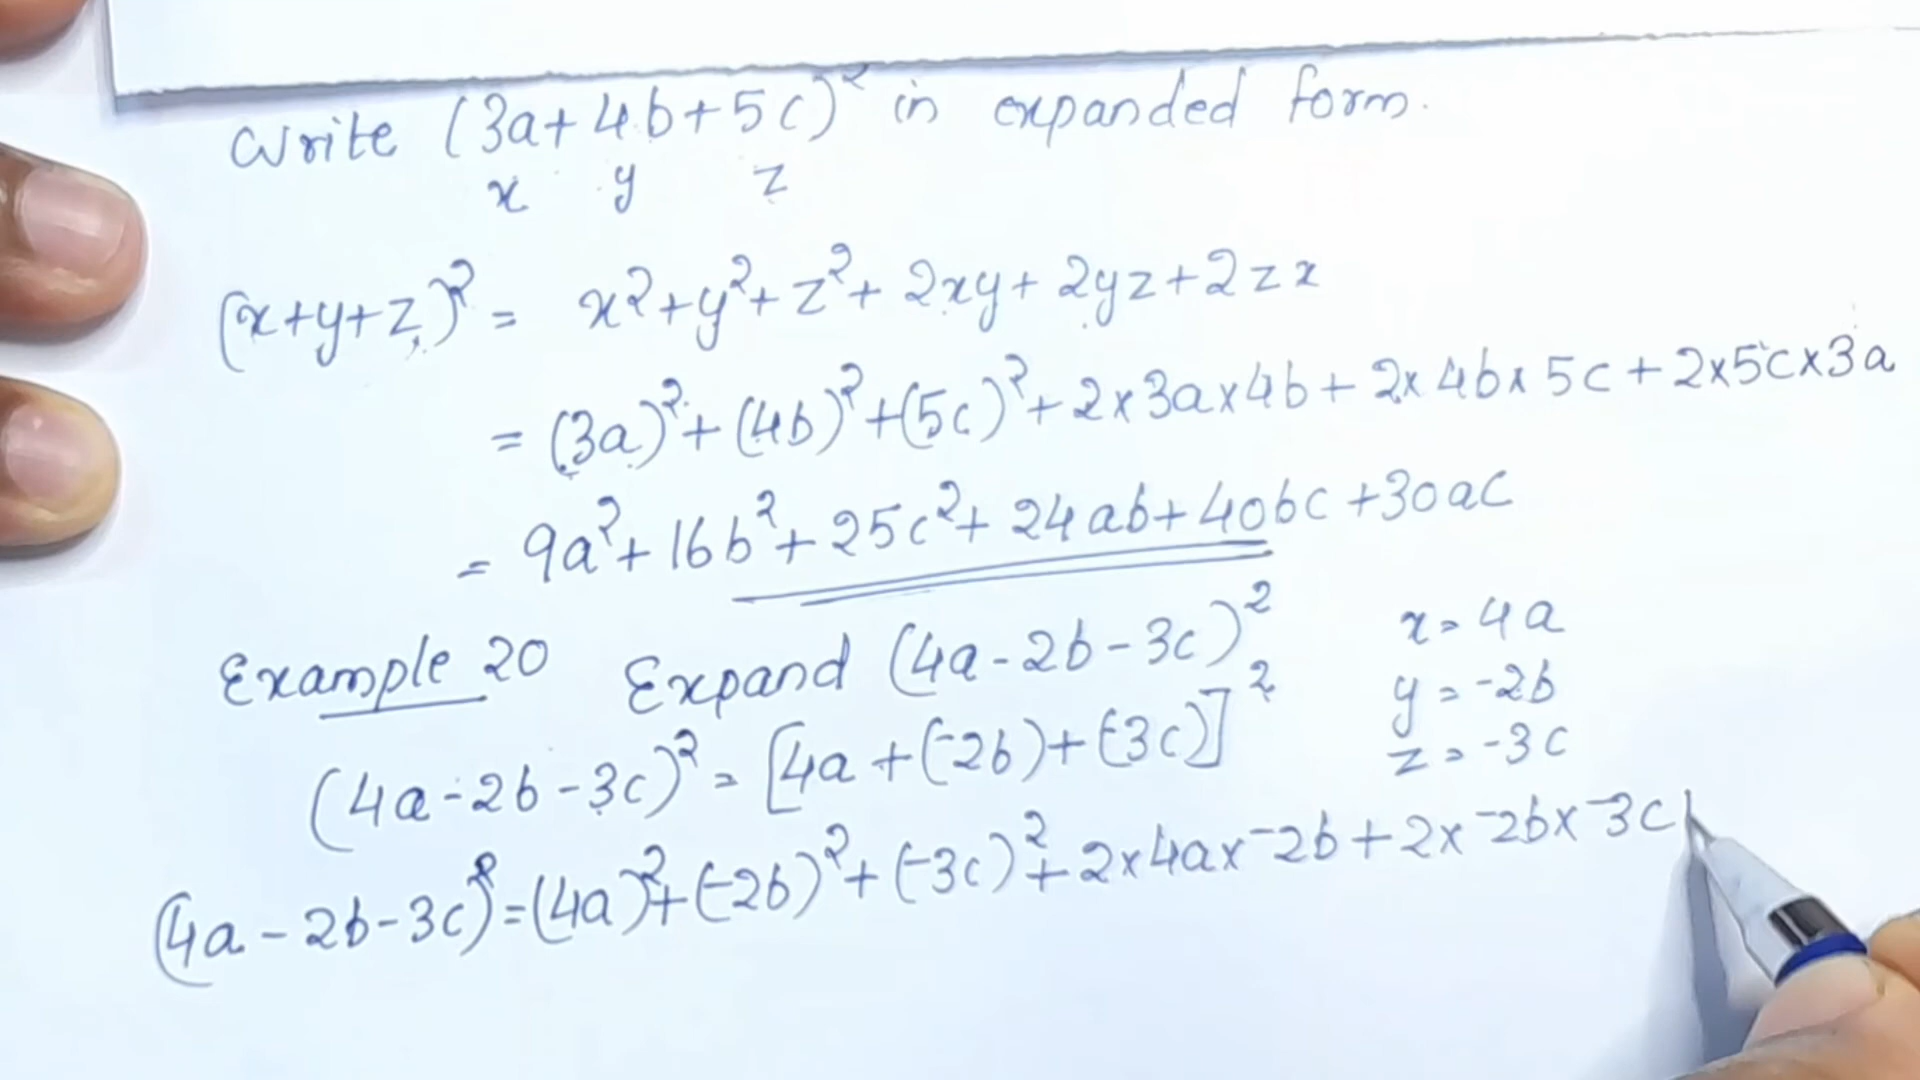 Write (3a+4b+5c)² in expanded form.
x y z
(x+y+z)² = x²+y²+z²+2xy+2yz+2zx
= (3a)²+(4b)²+(5c)²+2×3a×4b+2×4b×5c+2×5c×3a
= 9a²+16b²+25c²+24ab+40bc+30ac
Example 20 Expand (4a-2b-3c)²
x=4a
y=-2b
z=-3c
(4a-2b-3c)²=[4a+(-2b)+(-3c)]²
(4a-2b-3c)²=(4a)²+(-2b)²+(-3c)²+2×4a×-2b+2×-2b×-3c